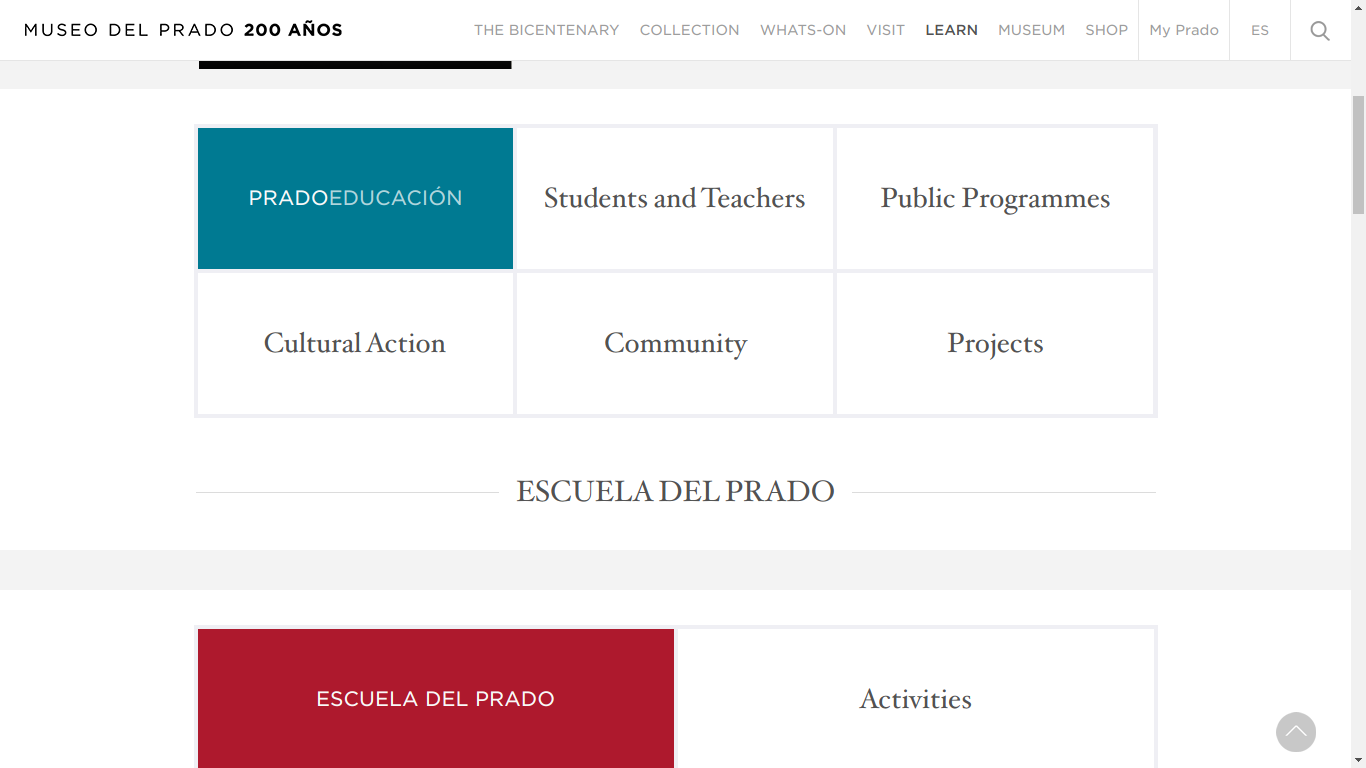 MUSEO DEL PRADO 200 AÑOS
THE BICENTENARY COLLECTION WHATS-ON VISIT LEARN MUSEUM SHOP My Prado ES
PRADOEDUCACIÓN
Students and Teachers
Public Programmes
Cultural Action
Community
Projects
ESCUELA DEL PRADO
ESCUELA DEL PRADO
Activities